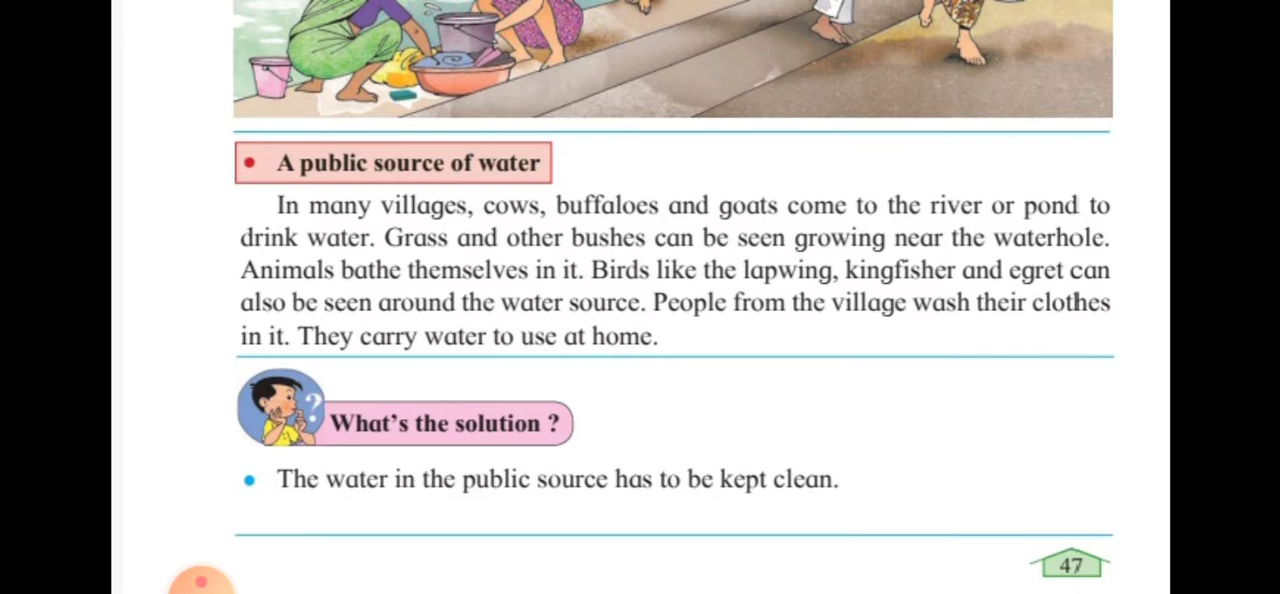 • A public source of water
In many villages, cows, buffaloes and goats come to the river or pond to
drink water. Grass and other bushes can be seen growing near the waterhole.
Animals bathe themselves in it. Birds like the lapwing, kingfisher and egret can
also be seen around the water source. People from the village wash their clothes
in it. They carry water to use at home.
?
What's the solution ?
• The water in the public source has to be kept clean.
47